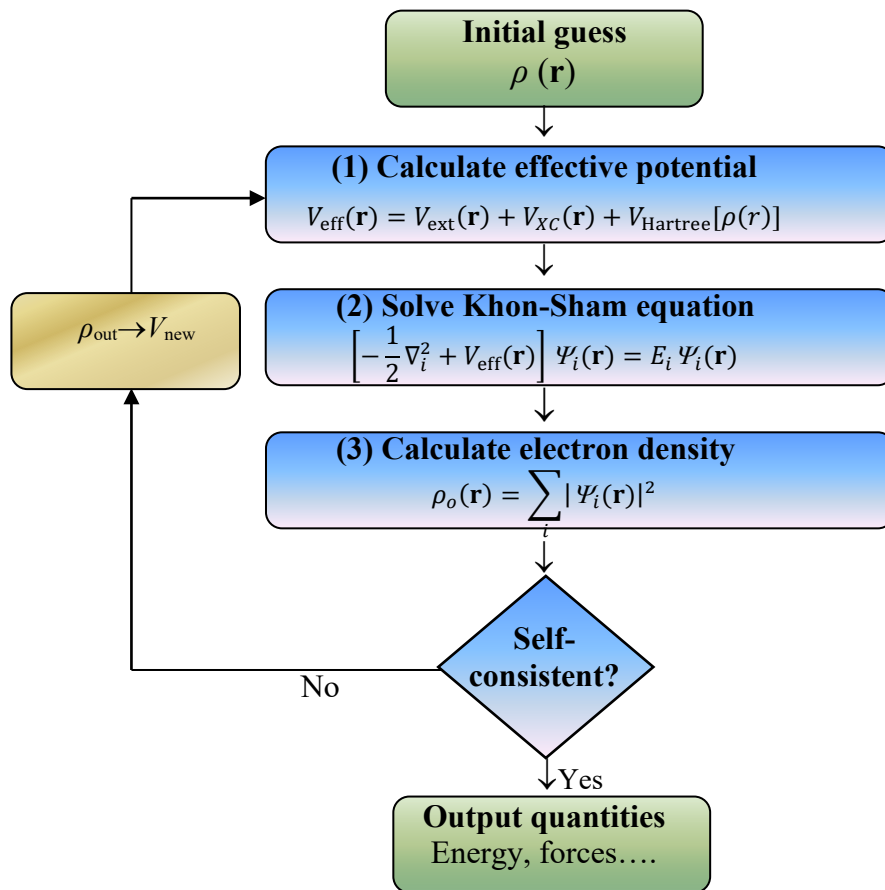 Initial guess
ρ (𝐫)
(1) Calculate effective potential
V_eff(𝐫) = V_ext(𝐫) + V_XC(𝐫) + V_Hartree[ρ(r)]
ρ_out→V_new
(2) Solve Khon-Sham equation
[−1/2 ∇_i^2 + V_eff(𝐫)] Ψ_i(𝐫) = E_i Ψ_i(𝐫)
(3) Calculate electron density
ρ_o(𝐫) = ∑_i |Ψ_i(𝐫)|^2
Self-
consistent?
No
Yes
Output quantities
Energy, forces….